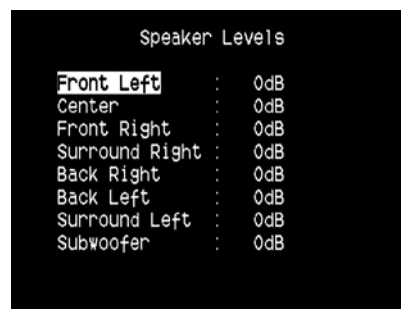 Speaker Levels
Front Left : 0dB
Center : 0dB
Front Right : 0dB
Surround Right : 0dB
Back Right : 0dB
Back Left : 0dB
Surround Left : 0dB
Subwoofer : 0dB